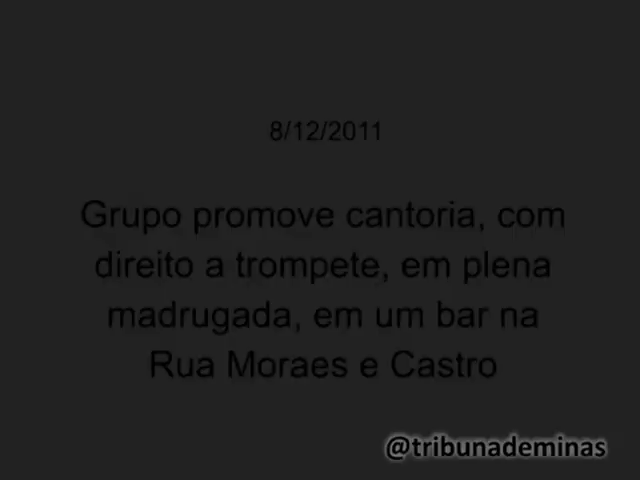 8/12/2011
Grupo promove cantoria, com
direito a trompete, em plena
madrugada, em um bar na
Rua Moraes e Castro
@tribunademinas